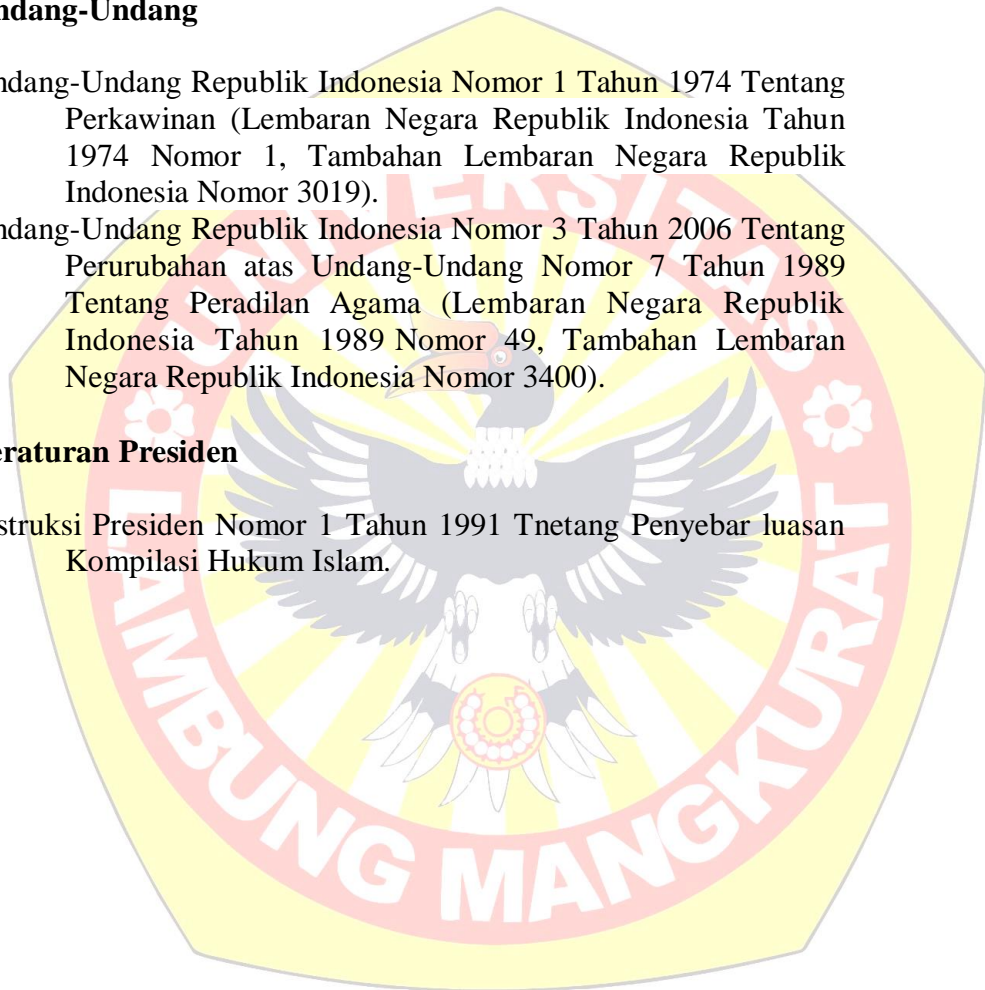 ndang-Undang
ndang-Undang Republik Indonesia Nomor 1 Tahun 1974 Tentang
Perkawinan (Lembaran Negara Republik Indonesia Tahun
1974 Nomor 1, Tambahan Lembaran Negara Republik
Indonesia Nomor 3019).
ndang-Undang Republik Indonesia Nomor 3 Tahun 2006 Tentang
Perurubahan atas Undang-Undang Nomor 7 Tahun 1989
Tentang Peradilan Agama (Lembaran Negara Republik
Indonesia Tahun 1989 Nomor 49, Tambahan Lembaran
Negara Republik Indonesia Nomor 3400).
eraturan Presiden
struksi Presiden Nomor 1 Tahun 1991 Tnetang Penyebar luasan
Kompilasi Hukum Islam.
UNIVERSITAS
LAMBUNG MANGKURAT